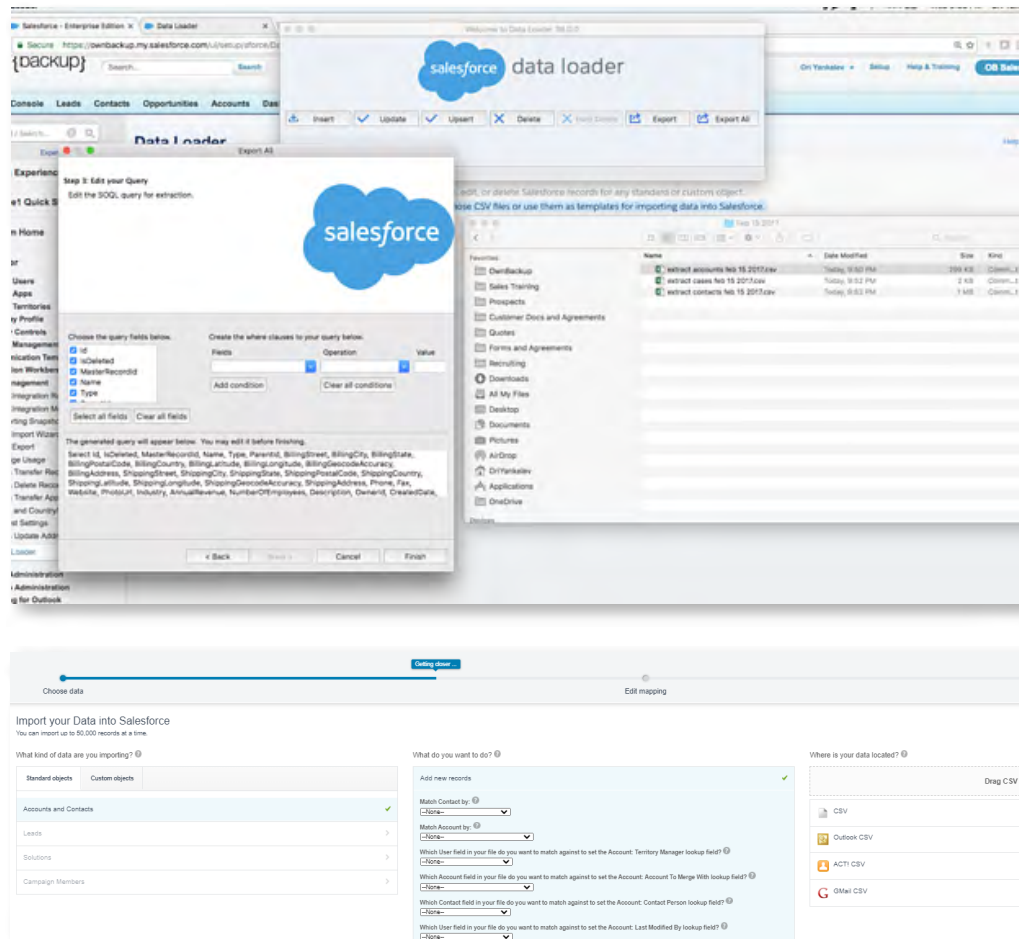 Salesforce - Enterprise Edition
Data Loader
Welcome to Data Loader
Secure https://ownbackup.my.salesforce.com/ui/setup/sforce/
{backup}
Search...
Search
salesforce data loader
Ori Yankelev
Setup
Help & Training
OB Sales
Console Leads Contacts Opportunities Accounts
Insert
Update
Upsert
Delete
Export
Export All
Data Loader
Help
Export All
Step 3: Edit your Query
Edit the SOQL query for extraction.
salesforce
edit, or delete Salesforce records for any standard or custom object.
CSV files or use them as templates for importing data into Salesforce.
Feb 15 2017
Search
Favorites
OwnBackup
Sales Training
Prospects
Customer Docs and Agreements
Quotes
Forms and Agreements
Recruiting
Downloads
All My Files
Desktop
Documents
Pictures
AirDrop
OriYankelev
Applications
OneDrive
Devices
Name
Date Modified
Size
Kind
extract accounts feb 15 2017.csv
Today, 9:50 PM
299 KB
extract cases feb 15 2017.csv
Today, 9:52 PM
2 KB
extract contacts feb 15 2017.csv
Today, 9:52 PM
1 MB
Home
Users
Apps
Territories
Profile
Controls
Choose the query fields below.
Id
IsDeleted
MasterRecordId
Name
Type
Select all fields
Clear all fields
Create the where clauses to your query below.
Fields
Operation
Value
Add condition
Clear all conditions
The generated query will appear below. You may edit it before finishing.
Select Id, IsDeleted, MasterRecordId, Name, Type, ParentId, BillingStreet, BillingCity, BillingState,
BillingPostalCode, BillingCountry, BillingLatitude, BillingLongitude, BillingGeocodeAccuracy,
BillingAddress, ShippingStreet, ShippingCity, ShippingState, ShippingPostalCode, ShippingCountry,
ShippingLatitude, ShippingLongitude, ShippingGeocodeAccuracy, ShippingAddress, Phone, Fax,
Website, PhotoUrl, Industry, AnnualRevenue, NumberOfEmployees, Description, OwnerId, CreatedDate,
< Back
Cancel
Finish
Administration
Administration
for Outlook
Getting closer ...
Choose data
Edit mapping
Import your Data into Salesforce
You can import up to 50,000 records at a time.
What kind of data are you importing?
Standard objects
Custom objects
Accounts and Contacts
Leads
Solutions
Campaign Members
What do you want to do?
Add new records
Match Contact by:
--None--
Match Account by:
--None--
Which User field in your file do you want to match against to set the Account: Territory Manager lookup field?
--None--
Which Account field in your file do you want to match against to set the Account: Account To Merge With lookup field?
--None--
Which Contact field in your file do you want to match against to set the Account: Contact Person lookup field?
--None--
Which User field in your file do you want to match against to set the Account: Last Modified By lookup field?
--None--
Where is your data located?
Drag CSV
CSV
Outlook CSV
ACT! CSV
GMail CSV